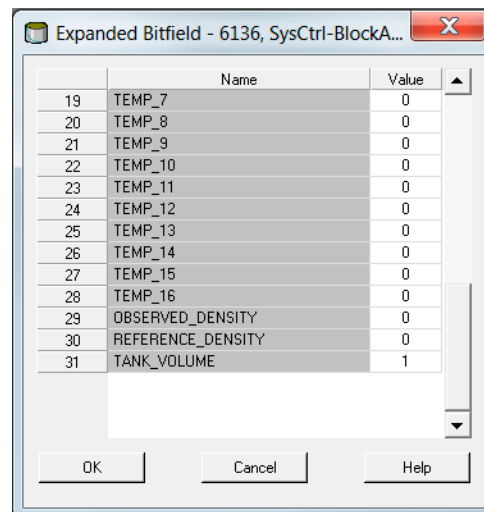 Expanded Bitfield - 6136, SysCtrl-BlockA...
Name Value
19 TEMP_7 0
20 TEMP_8 0
21 TEMP_9 0
22 TEMP_10 0
23 TEMP_11 0
24 TEMP_12 0
25 TEMP_13 0
26 TEMP_14 0
27 TEMP_15 0
28 TEMP_16 0
29 OBSERVED_DENSITY 0
30 REFERENCE_DENSITY 0
31 TANK_VOLUME 1
OK Cancel Help